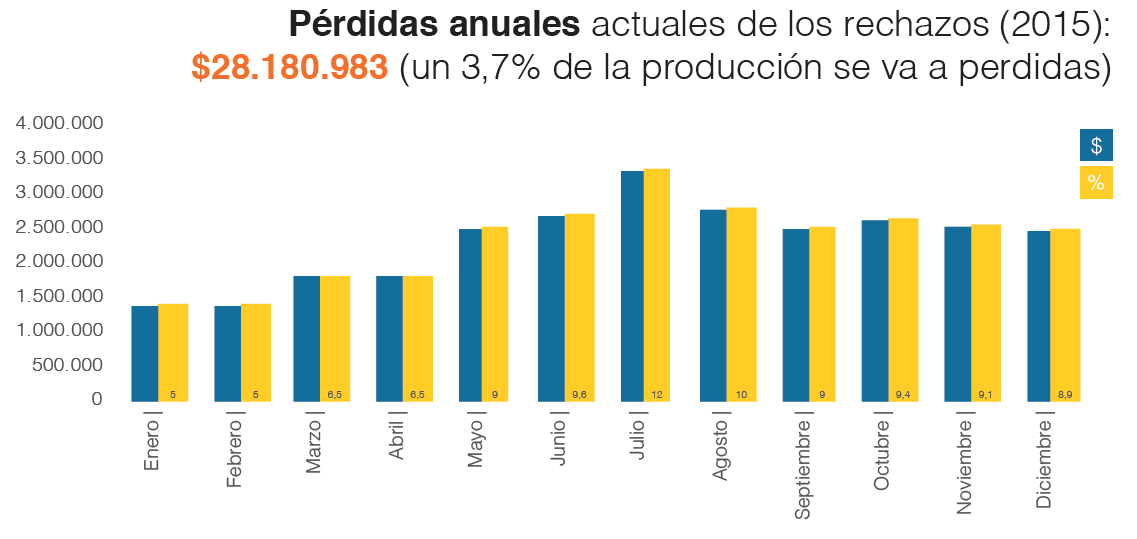 Pérdidas anuales actuales de los rechazos (2015):
$28.180.983 (un 3,7% de la producción se va a perdidas)
4.000.000
3.500.000
3.000.000
2.500.000
2.000.000
1.500.000
1.000.000
500.000
0
$
%
5 5 6,5 6,5 9 9,6 12 10 9 9,4 9,1 8,9
Enero |
Febrero |
Marzo |
Abril |
Mayo |
Junio |
Julio |
Agosto |
Septiembre |
Octubre |
Noviembre |
Diciembre |